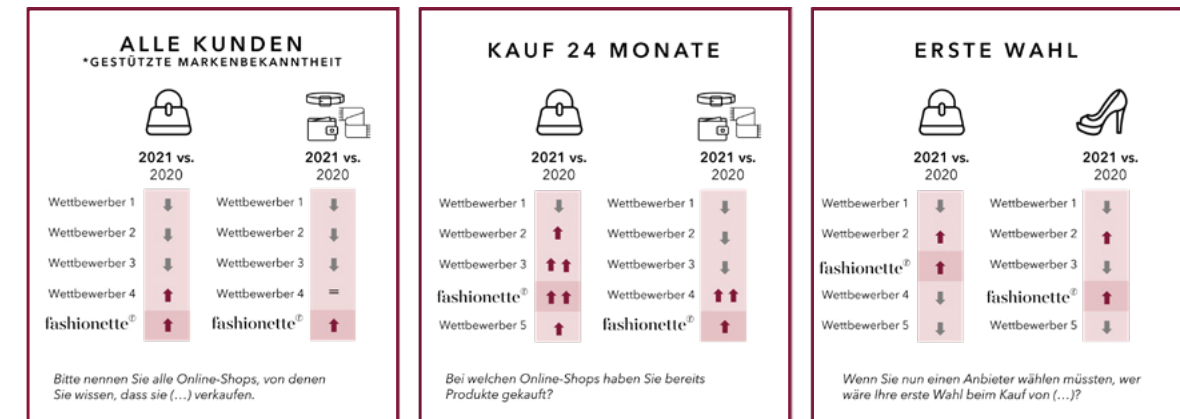 ALLE KUNDEN
*GESTÜTZTE MARKENBEKANNTHEIT
2021 vs.
2020
Wettbewerber 1
Wettbewerber 2
Wettbewerber 3
Wettbewerber 4
fashionette
2021 vs.
2020
Wettbewerber 1
Wettbewerber 2
Wettbewerber 3
Wettbewerber 4 =
fashionette
Bitte nennen Sie alle Online-Shops, von denen
Sie wissen, dass sie (...) verkaufen.
KAUF 24 MONATE
2021 vs.
2020
Wettbewerber 1
Wettbewerber 2
Wettbewerber 3
fashionette
Wettbewerber 5
2021 vs.
2020
Wettbewerber 1
Wettbewerber 2
Wettbewerber 3
Wettbewerber 4
fashionette
Bei welchen Online-Shops haben Sie bereits
Produkte gekauft?
ERSTE WAHL
2021 vs.
2020
Wettbewerber 1
Wettbewerber 2
fashionette
Wettbewerber 4
Wettbewerber 5
2021 vs.
2020
Wettbewerber 1
Wettbewerber 2
Wettbewerber 3
fashionette
Wettbewerber 5
Wenn Sie nun einen Anbieter wählen müssten, wer
wäre Ihre erste Wahl beim Kauf von (...)?